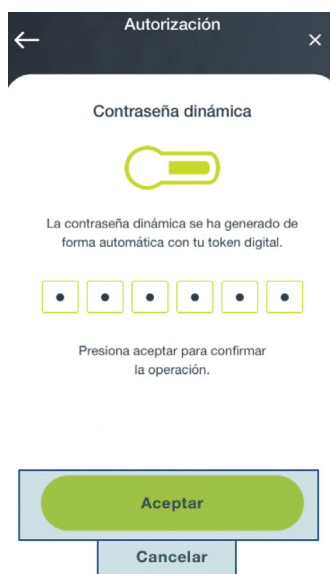 Autorización
Contraseña dinámica
La contraseña dinámica se ha generado de
forma automática con tu token digital.
Presiona aceptar para confirmar
la operación.
Aceptar
Cancelar